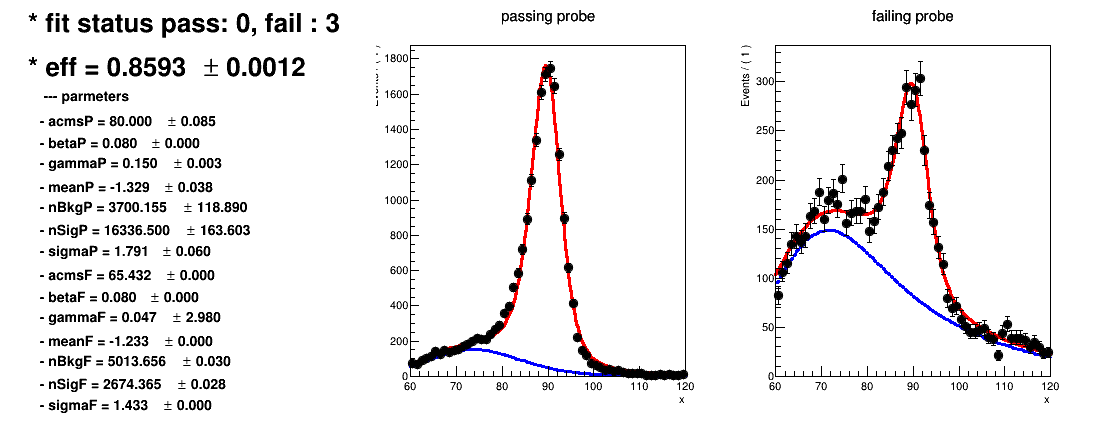 * fit status pass: 0, fail : 3
* eff = 0.8593 ± 0.0012
--- parmeters
- acmsP = 80.000 ± 0.085
- betaP = 0.080 ± 0.000
- gammaP = 0.150 ± 0.003
- meanP = -1.329 ± 0.038
- nBkgP = 3700.155 ± 118.890
- nSigP = 16336.500 ± 163.603
- sigmaP = 1.791 ± 0.060
- acmsF = 65.432 ± 0.000
- betaF = 0.080 ± 0.000
- gammaF = 0.047 ± 2.980
- meanF = -1.233 ± 0.000
- nBkgF = 5013.656 ± 0.030
- nSigF = 2674.365 ± 0.028
- sigmaF = 1.433 ± 0.000
passing probe
1800
1600
1400
1200
1000
800
600
400
200
0
60 70 80 90 100 110 120
x
failing probe
Events / ( 1 )
300
250
200
150
100
50
0
60 70 80 90 100 110 120
x